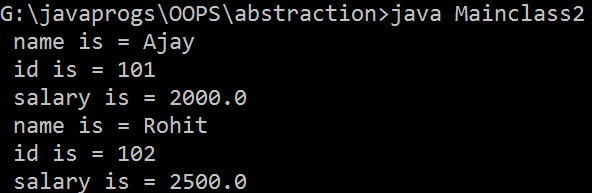 G:\javaprogs\OOPS\abstraction>java Mainclass2
name is = Ajay
id is = 101
salary is = 2000.0
name is = Rohit
id is = 102
salary is = 2500.0